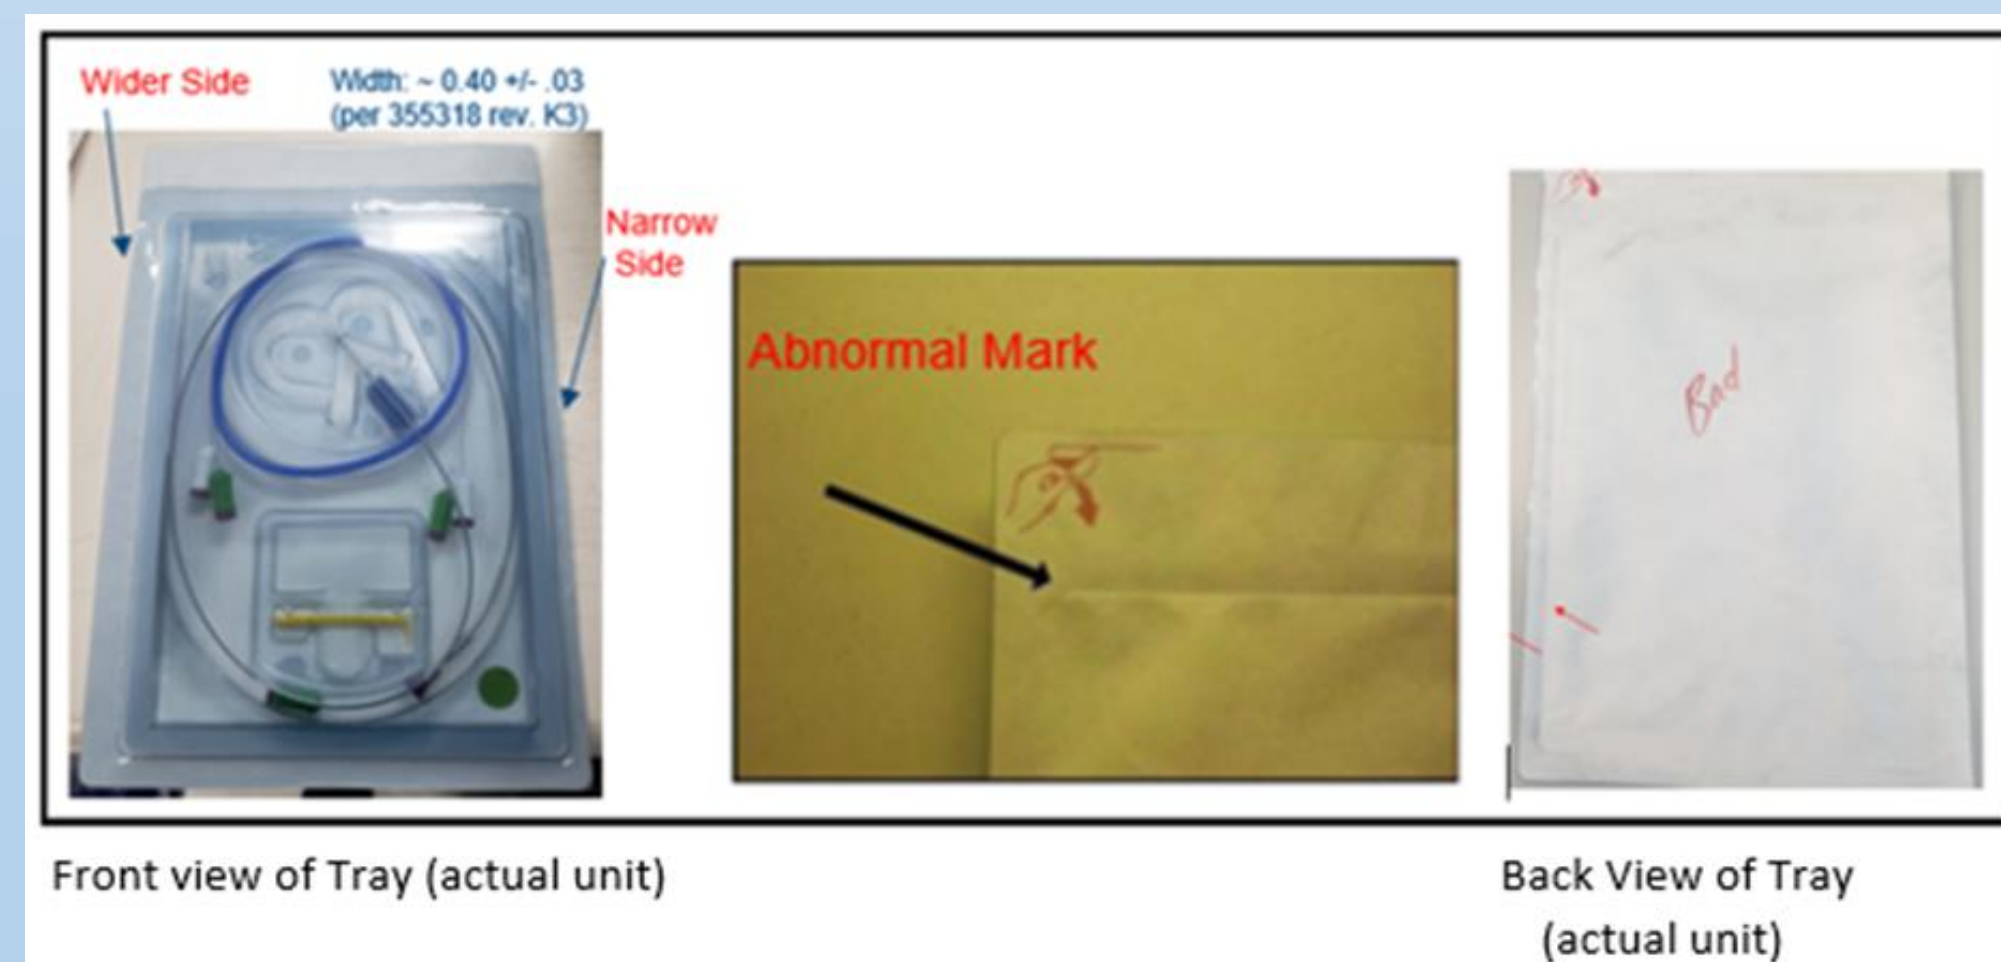 Wider Side
Width: ~ 0.40 +/- .03
(per 355318 rev. K3)
Narrow
Side
Abnormal Mark
Bad
Front view of Tray (actual unit)
Back View of Tray
(actual unit)